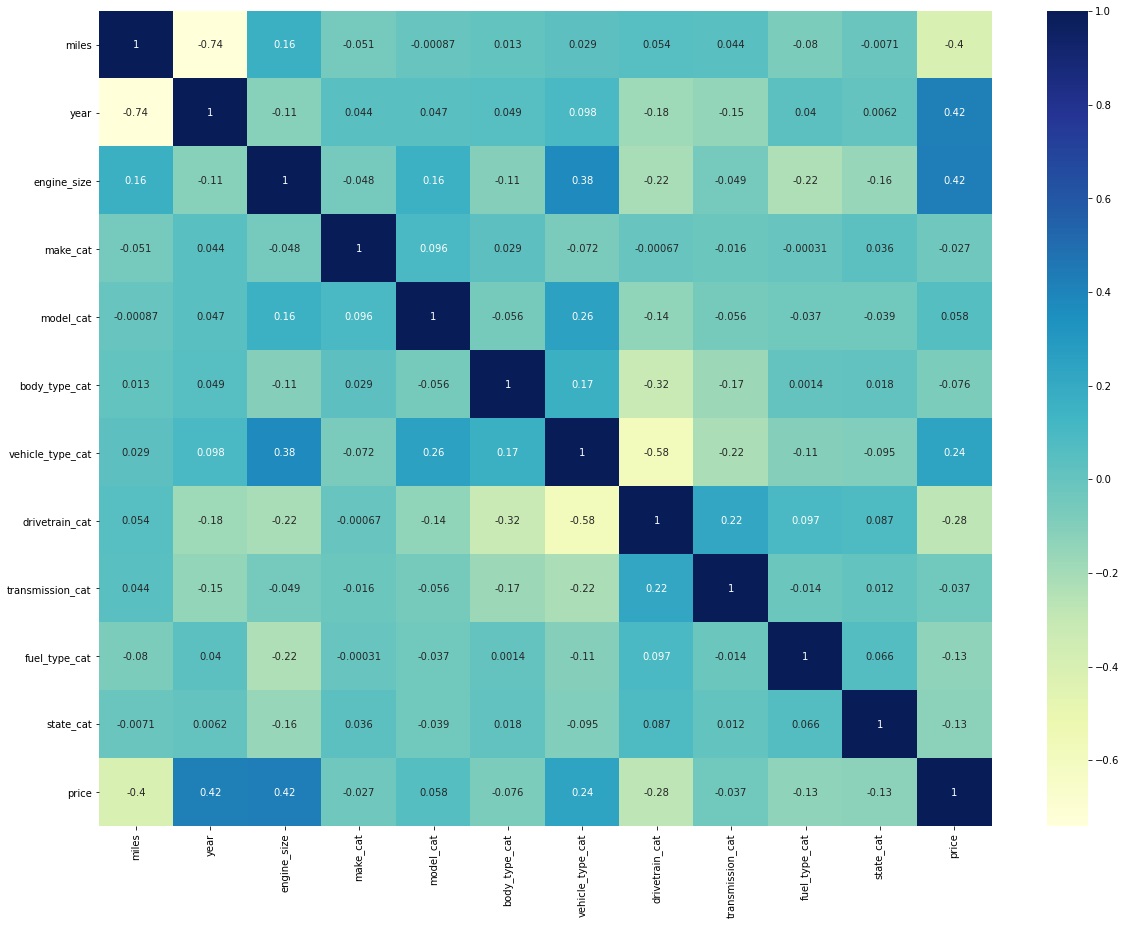 miles 1 -0.74 0.16 -0.051 -0.00087 0.013 0.029 0.054 0.044 -0.08 -0.0071 -0.4
year -0.74 1 -0.11 0.044 0.047 0.049 0.098 -0.18 -0.15 0.04 0.0062 0.42
engine_size 0.16 -0.11 1 -0.048 0.16 -0.11 0.38 -0.22 -0.049 -0.22 -0.16 0.42
make_cat -0.051 0.044 -0.048 1 0.096 0.029 -0.072 -0.00067 -0.016 -0.00031 0.036 -0.027
model_cat -0.00087 0.047 0.16 0.096 1 -0.056 0.26 -0.14 -0.056 -0.037 -0.039 0.058
body_type_cat 0.013 0.049 -0.11 0.029 -0.056 1 0.17 -0.32 -0.17 0.0014 0.018 -0.076
vehicle_type_cat 0.029 0.098 0.38 -0.072 0.26 0.17 1 -0.58 -0.22 -0.11 -0.095 0.24
drivetrain_cat 0.054 -0.18 -0.22 -0.00067 -0.14 -0.32 -0.58 1 0.22 0.097 0.087 -0.28
transmission_cat 0.044 -0.15 -0.049 -0.016 -0.056 -0.17 -0.22 0.22 1 -0.014 0.012 -0.037
fuel_type_cat -0.08 0.04 -0.22 -0.00031 -0.037 0.0014 -0.11 0.097 -0.014 1 0.066 -0.13
state_cat -0.0071 0.0062 -0.16 0.036 -0.039 0.018 -0.095 0.087 0.012 0.066 1 -0.13
price -0.4 0.42 0.42 -0.027 0.058 -0.076 0.24 -0.28 -0.037 -0.13 -0.13 1
miles
year
engine_size
make_cat
model_cat
body_type_cat
vehicle_type_cat
drivetrain_cat
transmission_cat
fuel_type_cat
state_cat
price
1.0
0.8
0.6
0.4
0.2
0.0
−0.2
−0.4
−0.6